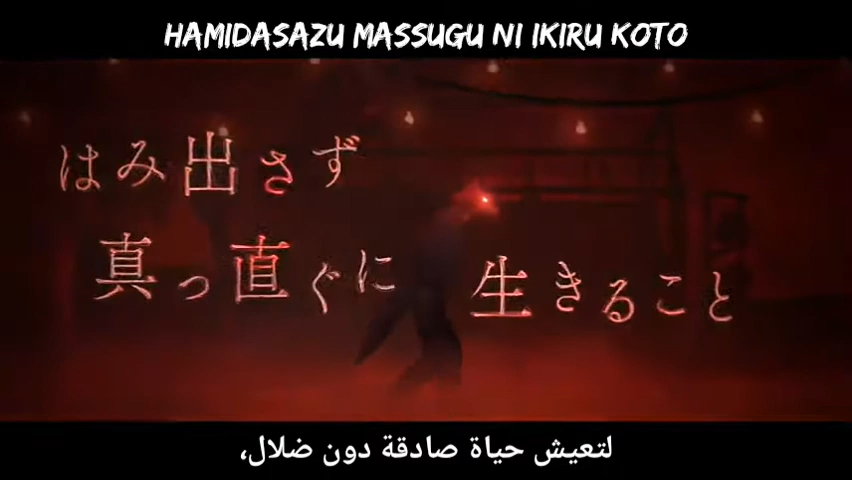 HAMIDASAZU MASSUGU NI IKIRU KOTO
はみ出さず
真っ直ぐに 生きること
لتعيش حياة صادقة دون ضلال،